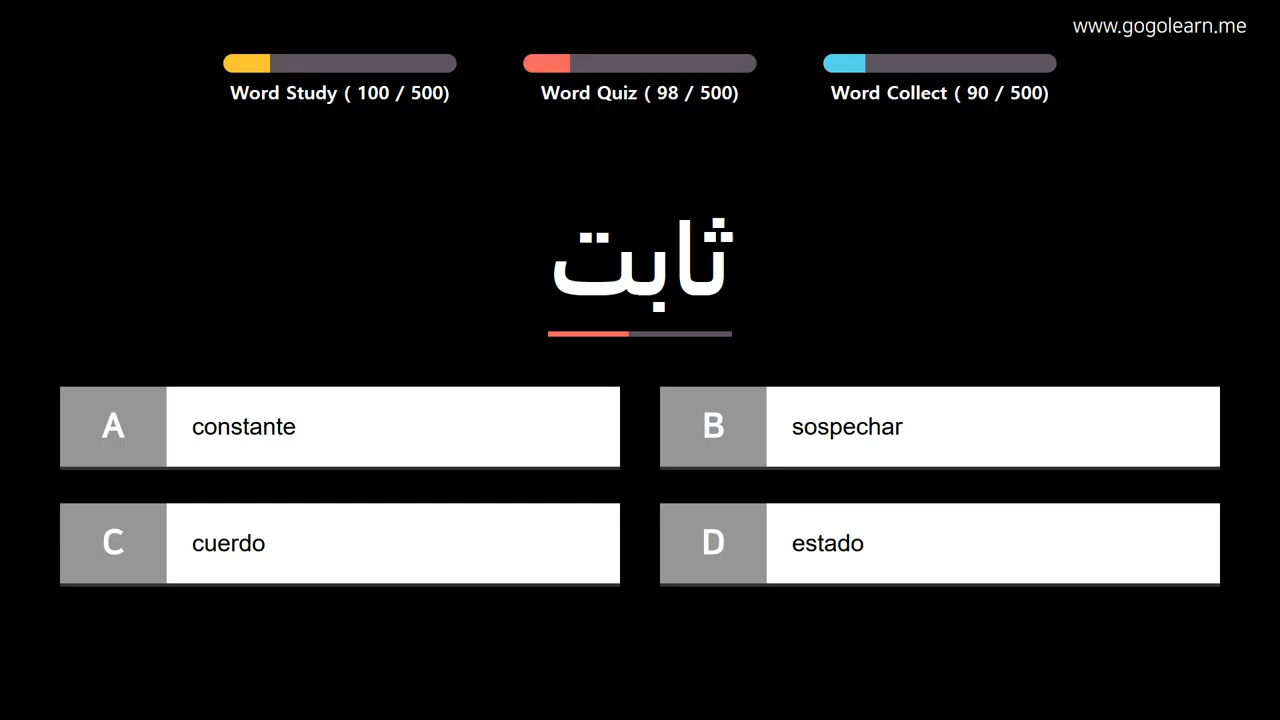 www.gogolearn.me
Word Study ( 100 / 500)
Word Quiz ( 98 / 500)
Word Collect ( 90 / 500)
ثابت
A constante
B sospechar
C cuerdo
D estado